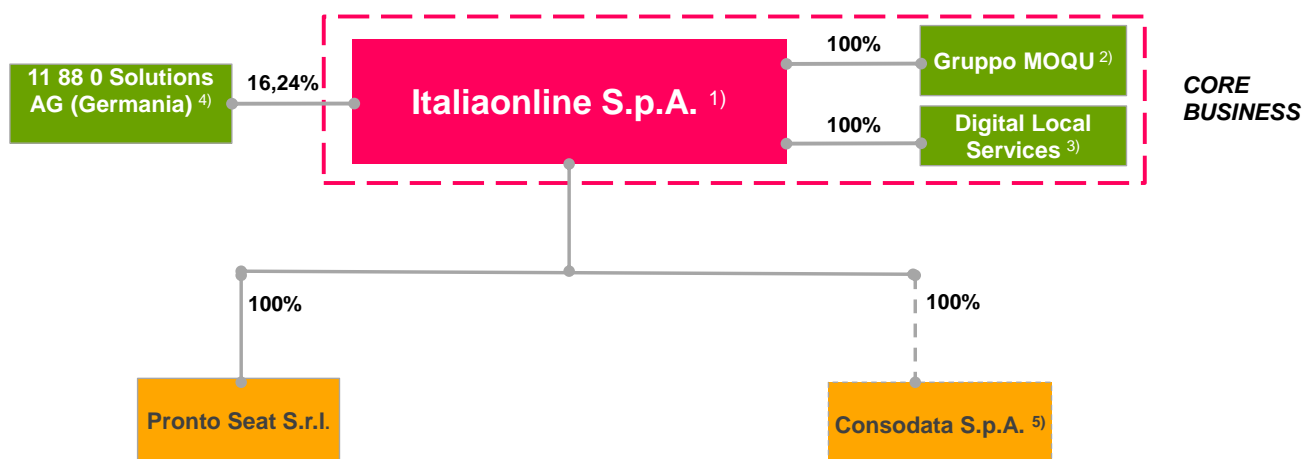 11 88 0 Solutions
AG (Germania) 4)
16,24%
Italiaonline S.p.A. 1)
100%
Gruppo MOQU 2)
100%
Digital Local
Services 3)
CORE
BUSINESS
100%
100%
Pronto Seat S.r.l.
Consodata S.p.A. 5)